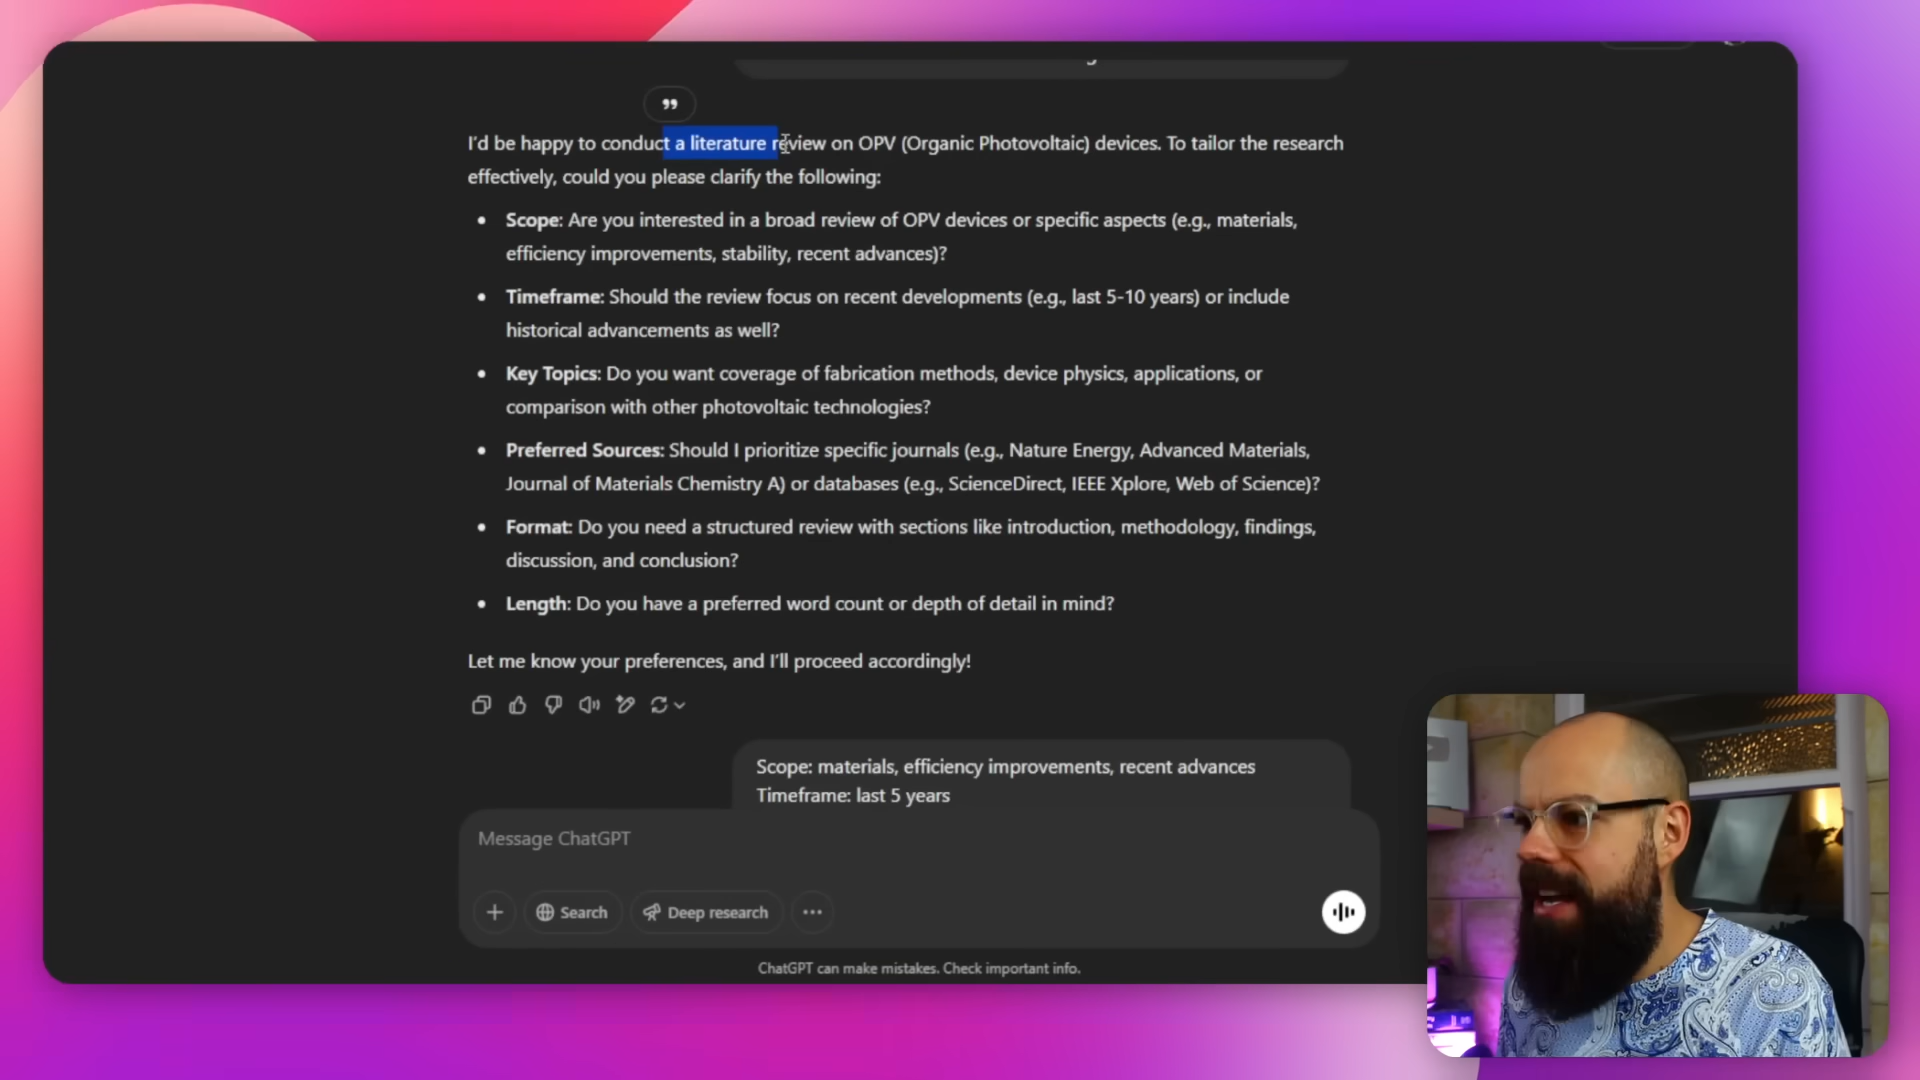 I'd be happy to conduct a literature review on OPV (Organic Photovoltaic) devices. To tailor the research
effectively, could you please clarify the following:
• Scope: Are you interested in a broad review of OPV devices or specific aspects (e.g., materials,
efficiency improvements, stability, recent advances)?
• Timeframe: Should the review focus on recent developments (e.g., last 5-10 years) or include
historical advancements as well?
• Key Topics: Do you want coverage of fabrication methods, device physics, applications, or
comparison with other photovoltaic technologies?
• Preferred Sources: Should I prioritize specific journals (e.g., Nature Energy, Advanced Materials,
Journal of Materials Chemistry A) or databases (e.g., ScienceDirect, IEEE Xplore, Web of Science)?
• Format: Do you need a structured review with sections like introduction, methodology, findings,
discussion, and conclusion?
• Length: Do you have a preferred word count or depth of detail in mind?
Let me know your preferences, and I'll proceed accordingly!
Scope: materials, efficiency improvements, recent advances
Timeframe: last 5 years
Message ChatGPT
Search
Deep research
ChatGPT can make mistakes. Check important info.